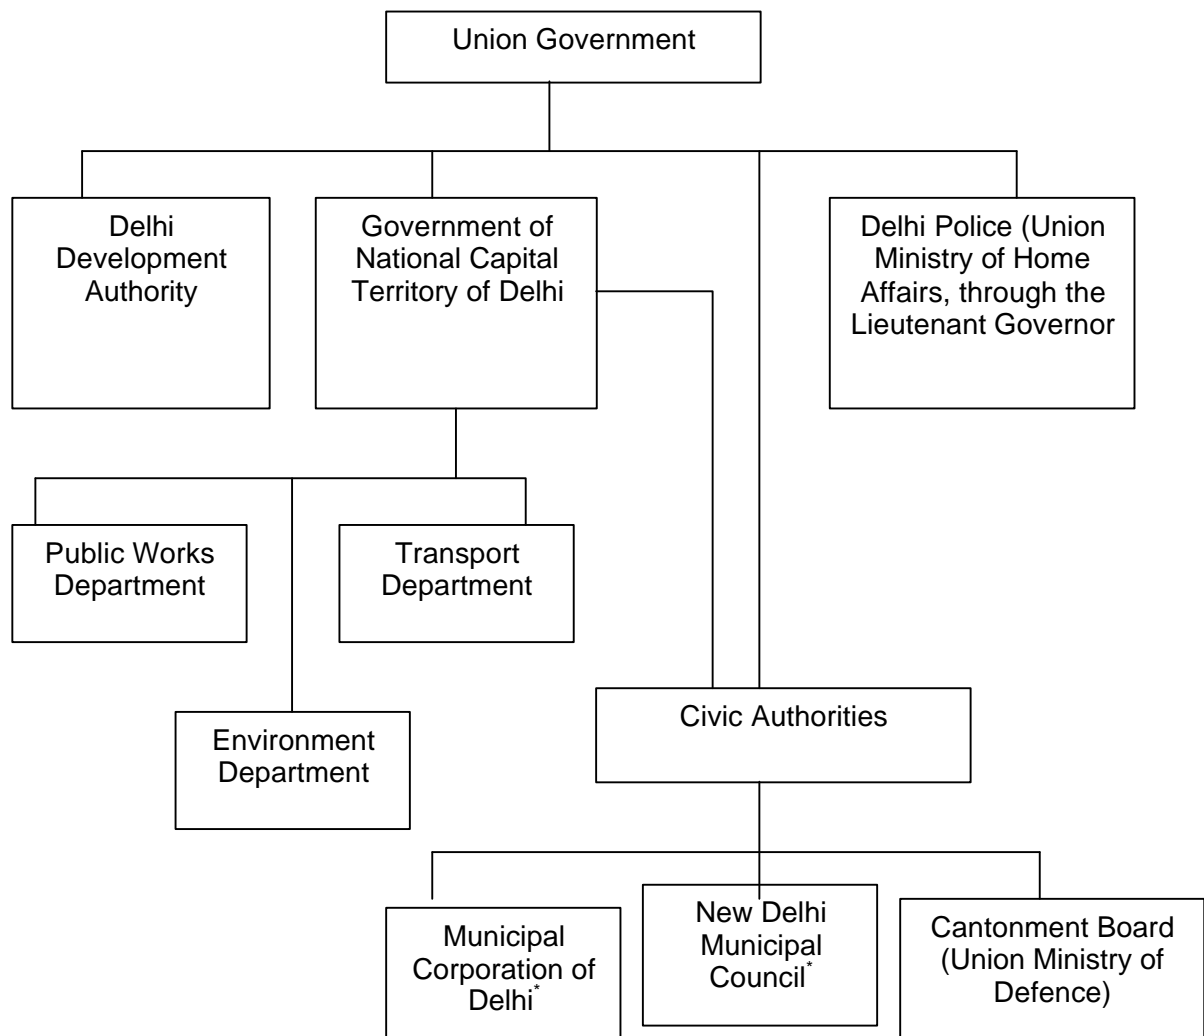 Union Government
Delhi
Development
Authority
Government of
National Capital
Territory of Delhi
Delhi Police (Union
Ministry of Home
Affairs, through the
Lieutenant Governor
Public Works
Department
Transport
Department
Environment
Department
Civic Authorities
Municipal
Corporation of
Delhi*
New Delhi
Municipal
Council*
Cantonment Board
(Union Ministry of
Defence)